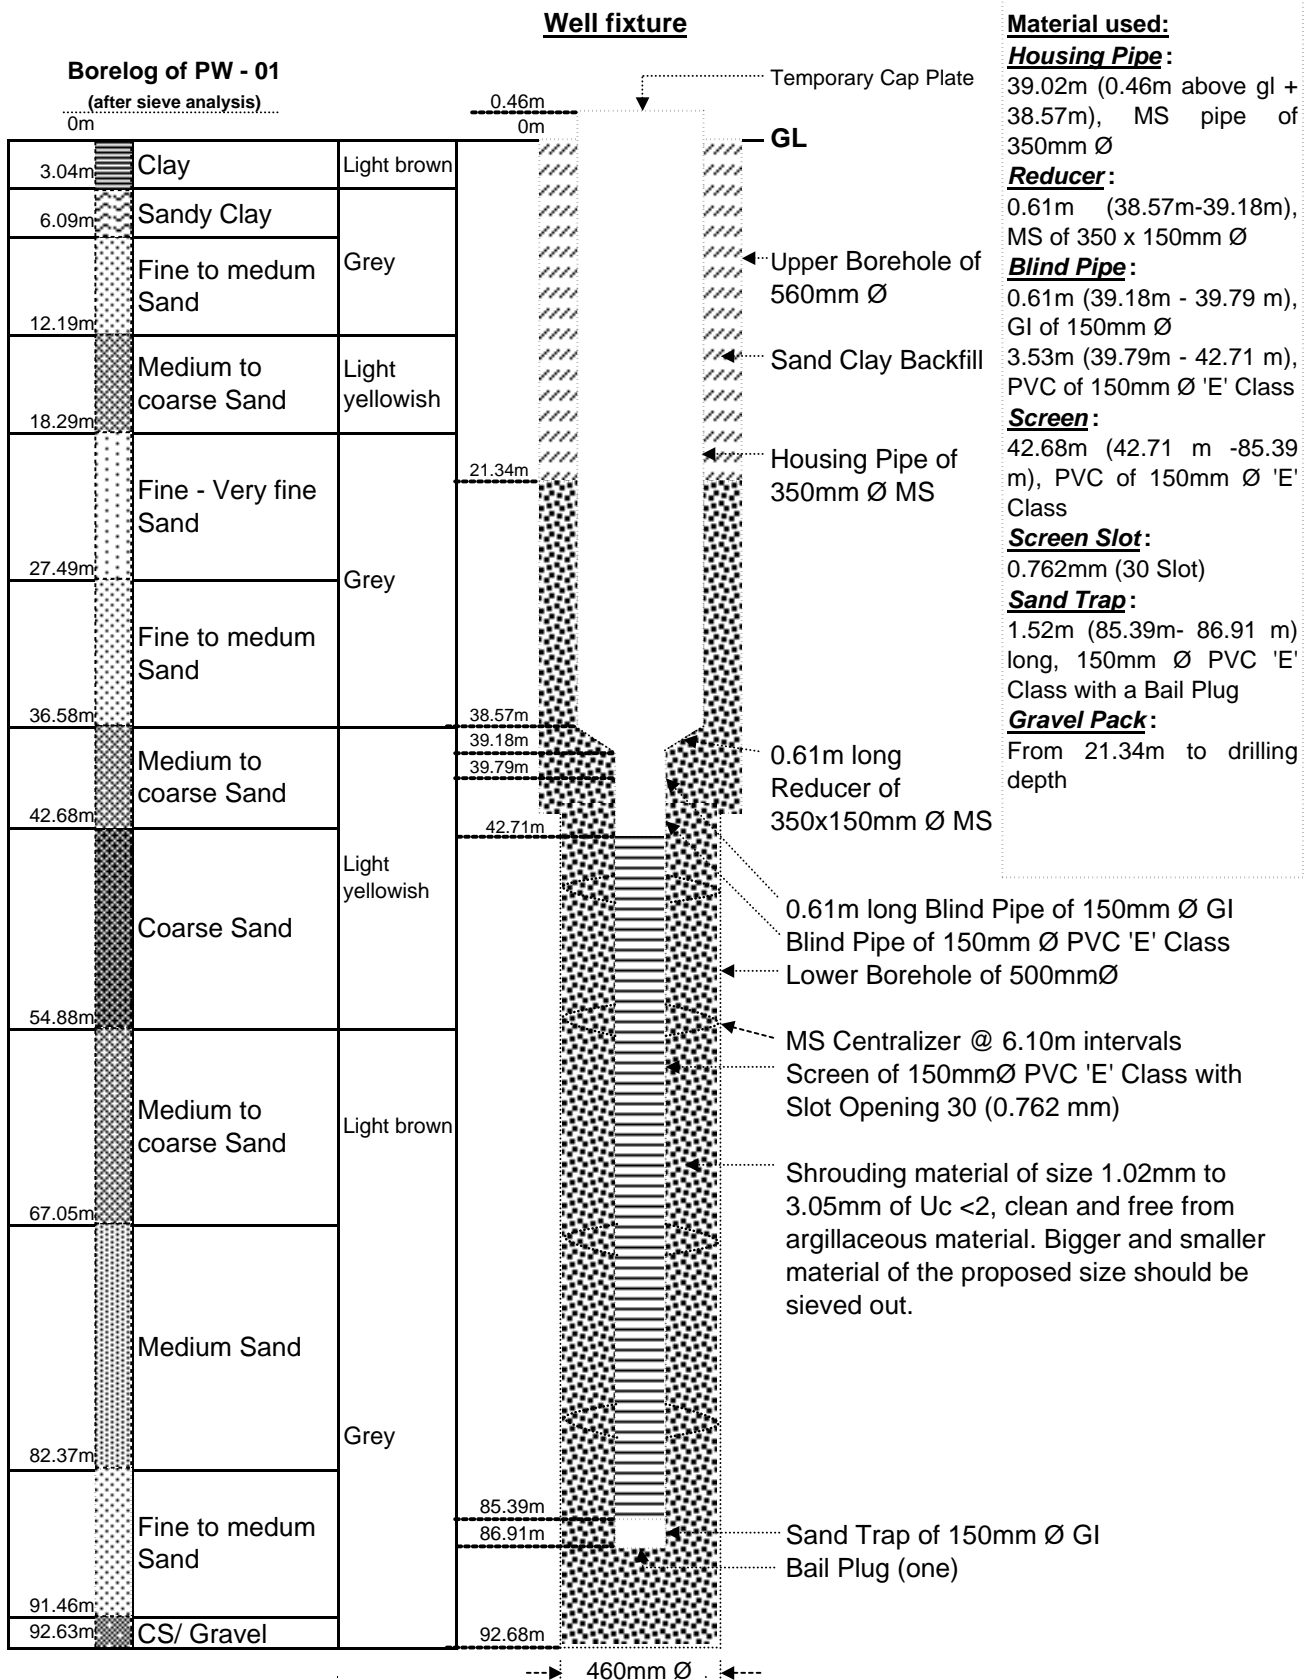 Well fixture
Borelog of PW - 01
(after sieve analysis)
0m
3.04m
Clay
Light brown
6.09m
Sandy Clay
Grey
Fine to medum
Sand
12.19m
Medium to
coarse Sand
Light
yellowish
18.29m
Fine - Very fine
Sand
27.49m
Grey
Fine to medum
Sand
36.58m
Medium to
coarse Sand
42.68m
Light
yellowish
Coarse Sand
54.88m
Medium to
coarse Sand
Light brown
67.05m
Medium Sand
Grey
82.37m
Fine to medum
Sand
91.46m
92.63m
CS/ Gravel
0.46m
0m
21.34m
38.57m
39.18m
39.79m
42.71m
85.39m
86.91m
92.68m
460mm Ø
Temporary Cap Plate
GL
Upper Borehole of
560mm Ø
Sand Clay Backfill
Housing Pipe of
350mm Ø MS
0.61m long
Reducer of
350x150mm Ø MS
0.61m long Blind Pipe of 150mm Ø GI
Blind Pipe of 150mm Ø PVC 'E' Class
Lower Borehole of 500mmØ
MS Centralizer @ 6.10m intervals
Screen of 150mmØ PVC 'E' Class with
Slot Opening 30 (0.762 mm)
Shrouding material of size 1.02mm to
3.05mm of Uc <2, clean and free from
argillaceous material. Bigger and smaller
material of the proposed size should be
sieved out.
Sand Trap of 150mm Ø GI
Bail Plug (one)
Material used:
Housing Pipe:
39.02m (0.46m above gl +
38.57m), MS pipe of
350mm Ø
Reducer:
0.61m (38.57m-39.18m),
MS of 350 x 150mm Ø
Blind Pipe:
0.61m (39.18m - 39.79 m),
GI of 150mm Ø
3.53m (39.79m - 42.71 m),
PVC of 150mm Ø 'E' Class
Screen:
42.68m (42.71 m -85.39
m), PVC of 150mm Ø 'E'
Class
Screen Slot:
0.762mm (30 Slot)
Sand Trap:
1.52m (85.39m- 86.91 m)
long, 150mm Ø PVC 'E'
Class with a Bail Plug
Gravel Pack:
From 21.34m to drilling
depth